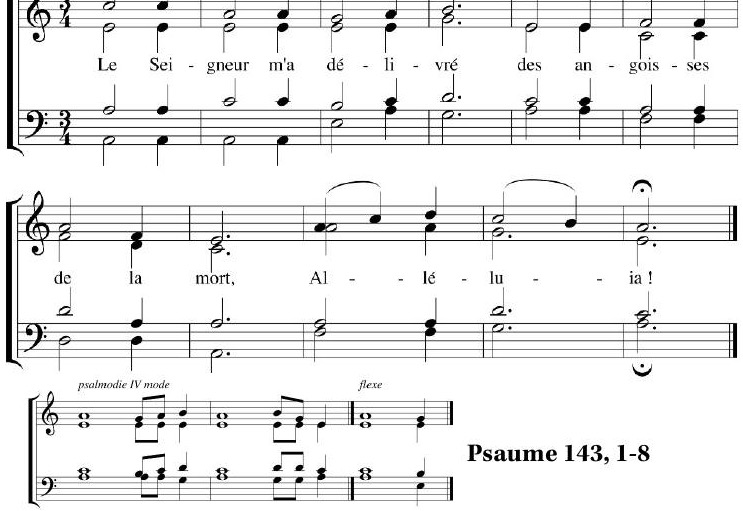 Le Sei - gneur m'a dé - li - vré des an - gois - ses
de la mort, Al - - lé - lu - - ia !
psalmodie IV mode flexe
Psaume 143, 1-8